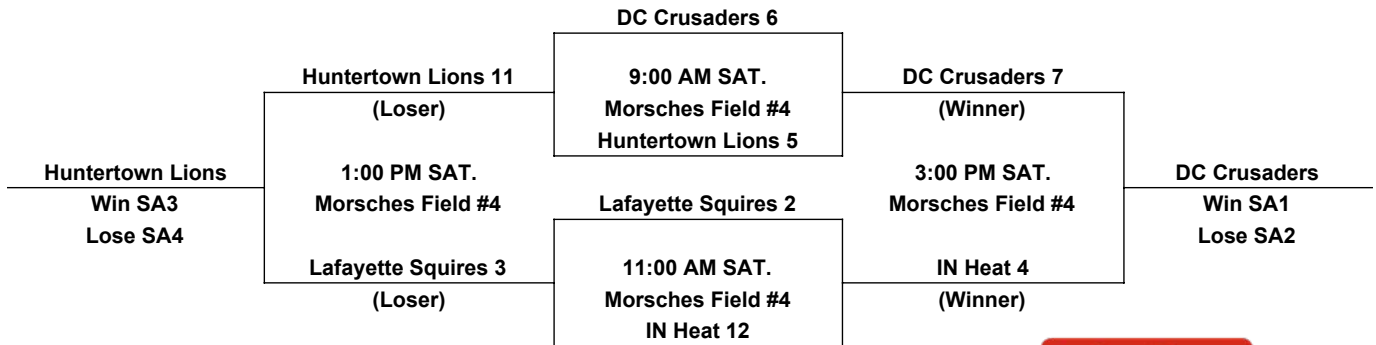 DC Crusaders 6
Huntertown Lions 11
9:00 AM SAT.
DC Crusaders 7
(Loser)
Morsches Field #4
(Winner)
Huntertown Lions 5
Huntertown Lions
1:00 PM SAT.
3:00 PM SAT.
DC Crusaders
Win SA3
Morsches Field #4
Lafayette Squires 2
Morsches Field #4
Win SA1
Lose SA4
Lose SA2
Lafayette Squires 3
11:00 AM SAT.
IN Heat 4
(Loser)
Morsches Field #4
(Winner)
IN Heat 12